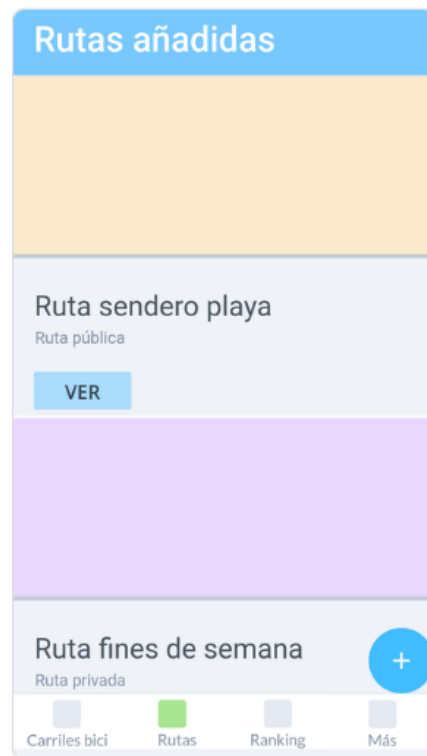 Rutas añadidas
Ruta sendero playa
Ruta pública
VER
Ruta fines de semana
+
Ruta privada
Carriles bici Rutas Ranking Más